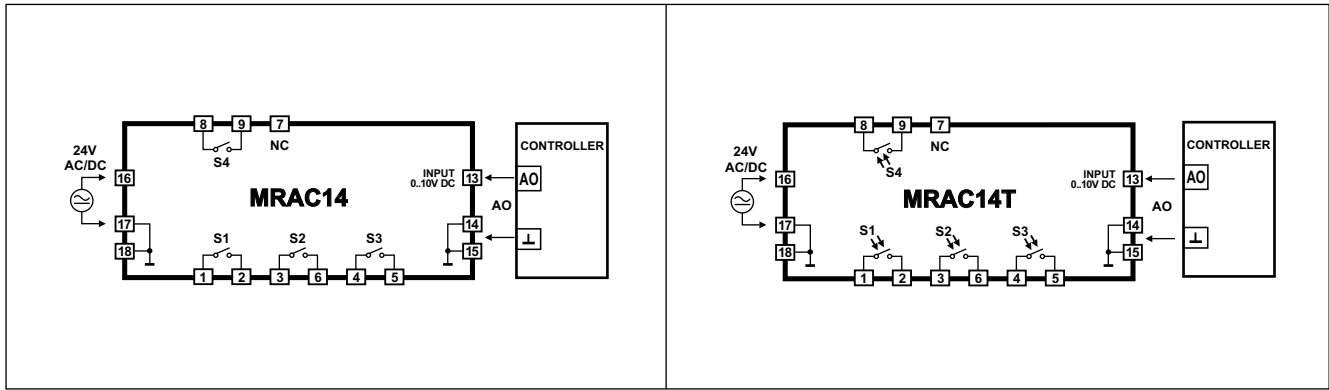 8 9 7
NC
S4
24V
AC/DC
16
17
18
MRAC14
INPUT
0..10V DC
13
14
15
AO
CONTROLLER
AO
⊥
S1 S2 S3
1 2 3 6 4 5
8 9 7
NC
S4
24V
AC/DC
16
17
18
MRAC14T
INPUT
0..10V DC
13
14
15
AO
CONTROLLER
AO
⊥
S1 S2 S3
1 2 3 6 4 5